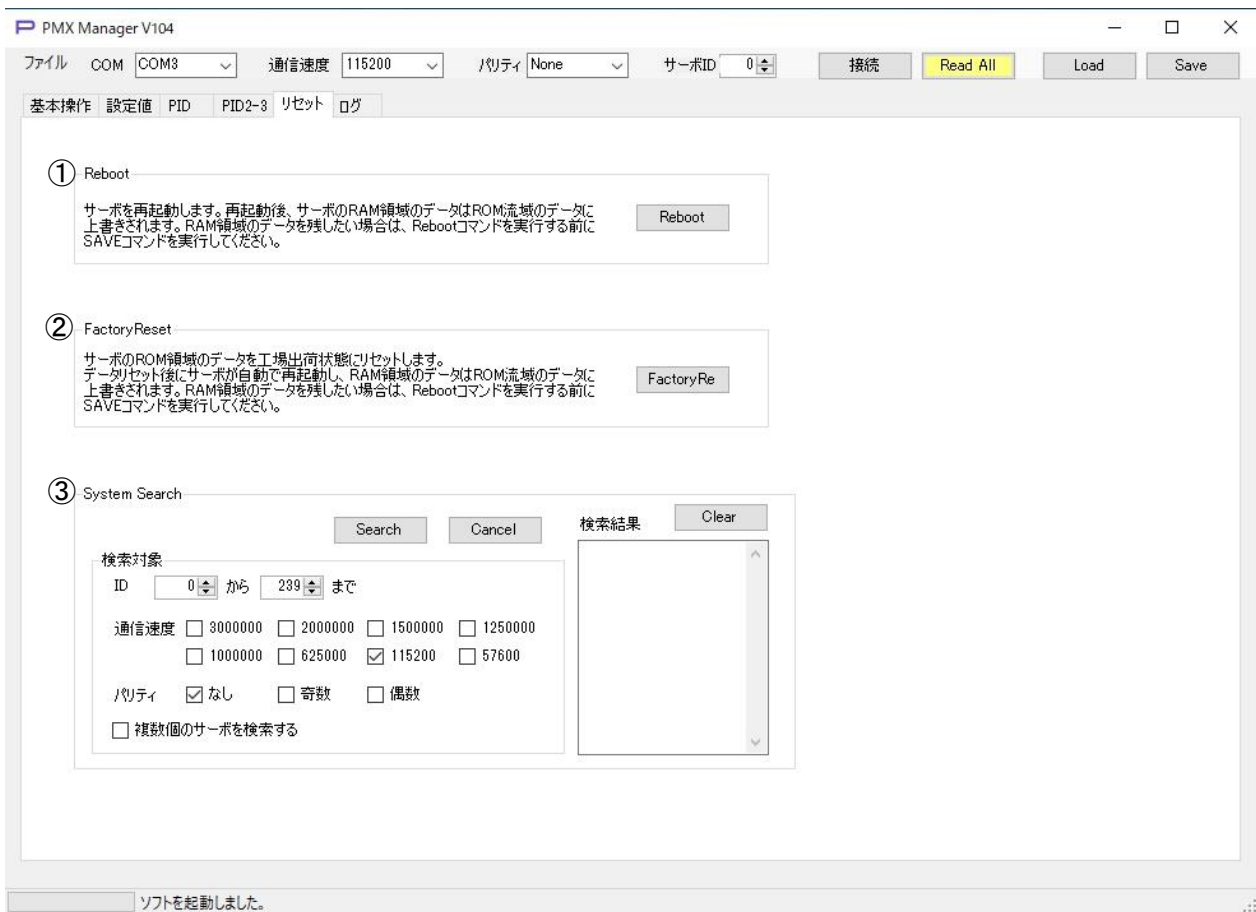 PMX Manager V104
ファイル COM COM3 通信速度 115200 パリティ None サーボID 0 接続 Read All Load Save
基本操作 設定値 PID PID2-3 リセット ログ
① Reboot
サーボを再起動します。再起動後、サーボのRAM領域のデータはROM流域のデータに
上書きされます。RAM領域のデータを残したい場合は、Rebootコマンドを実行する前に
SAVEコマンドを実行してください。
Reboot
② FactoryReset
サーボのROM領域のデータを工場出荷状態にリセットします。
データリセット後にサーボが自動で再起動し、RAM領域のデータはROM流域のデータに
上書きされます。RAM領域のデータを残したい場合は、Rebootコマンドを実行する前に
SAVEコマンドを実行してください。
FactoryRe
③ System Search
Search Cancel
検索対象
ID 0 から 239 まで
通信速度 3000000 2000000 1500000 1250000
1000000 625000 115200 57600
パリティ なし 奇数 偶数
複数個のサーボを検索する
検索結果 Clear
ソフトを起動しました。